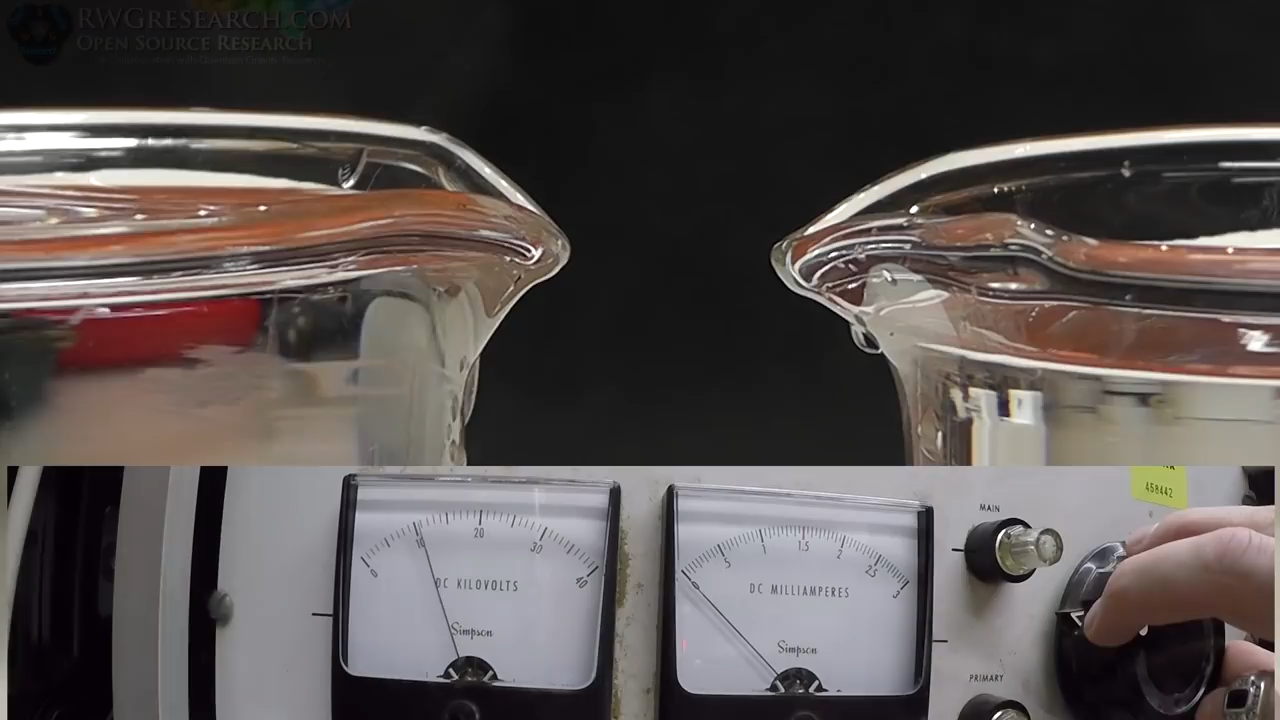 RWGresearch.com
Open Source Research
458442
MAIN
0 10 20 30 40
DC KILOVOLTS
Simpson
0 .5 1 1.5 2 2.5 3
DC MILLIAMPERES
Simpson
PRIMARY